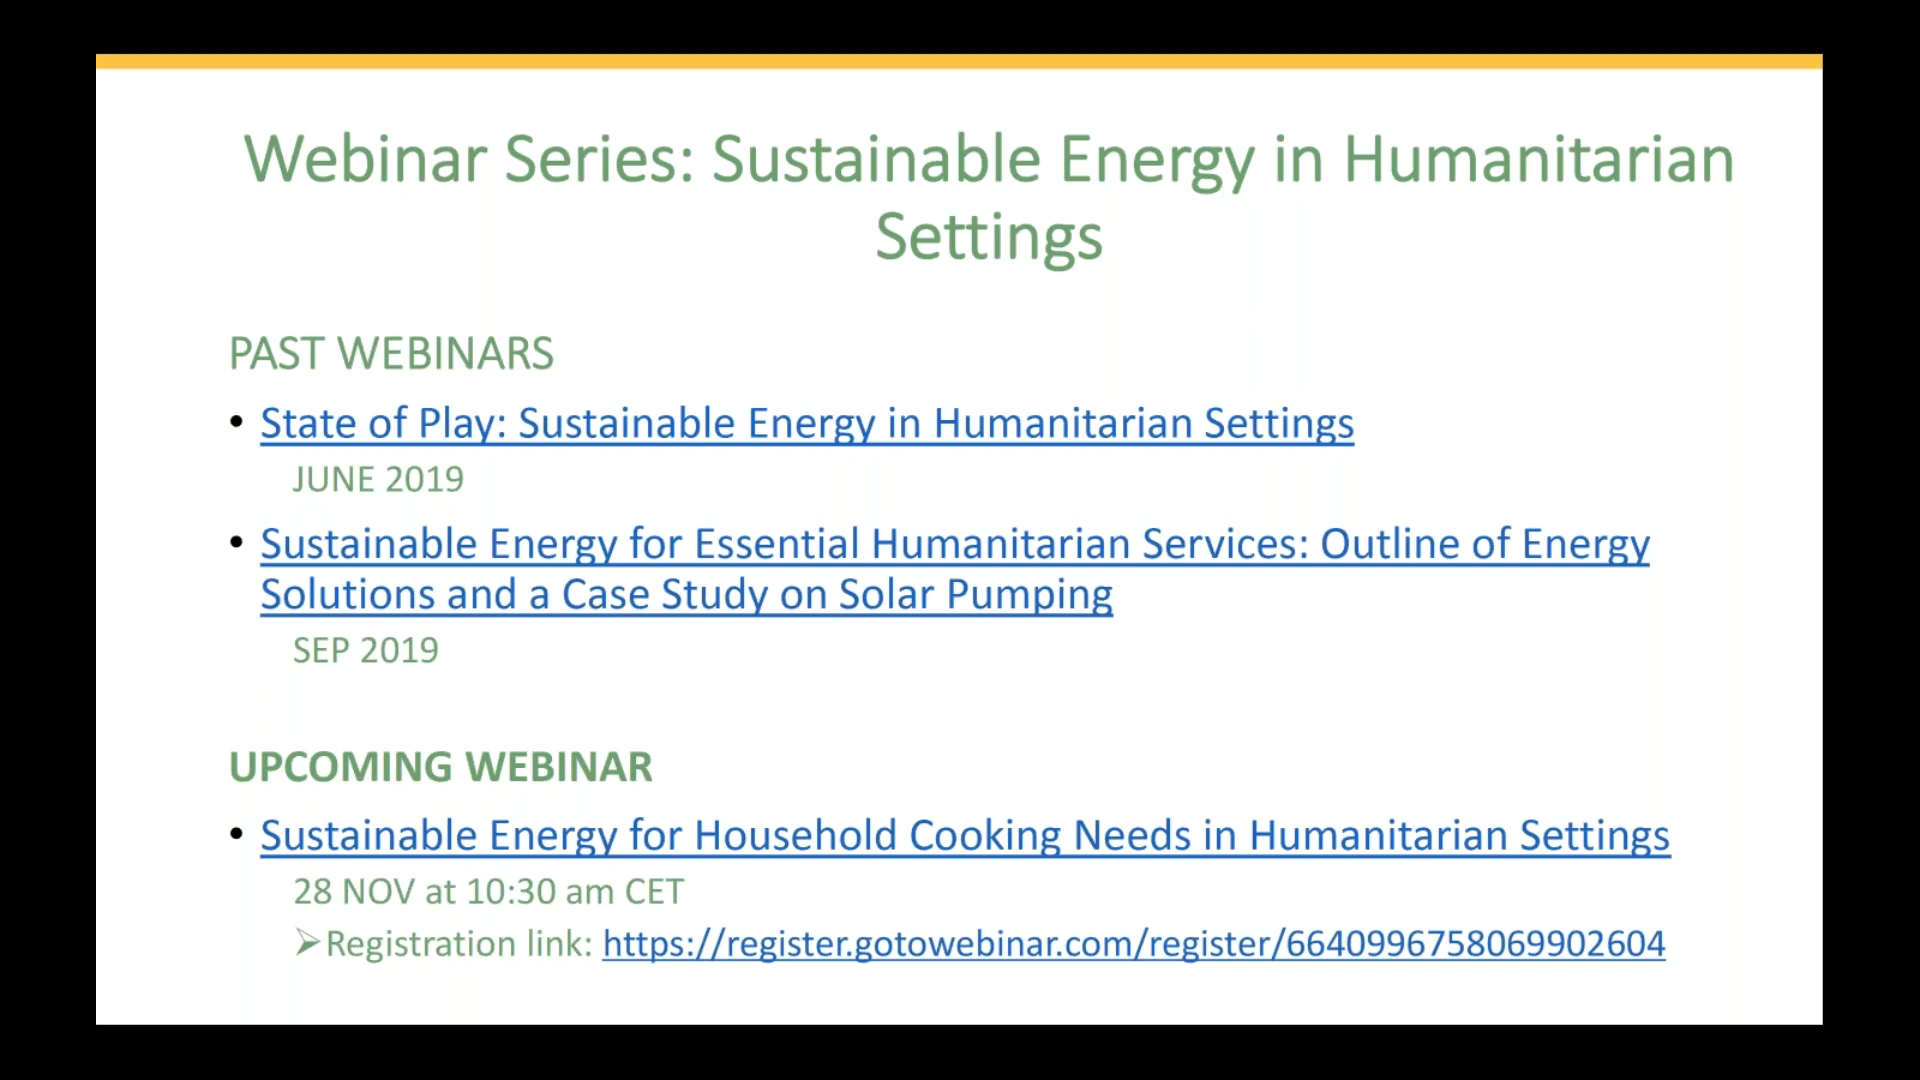 Webinar Series: Sustainable Energy in Humanitarian
Settings
PAST WEBINARS
• State of Play: Sustainable Energy in Humanitarian Settings
JUNE 2019
• Sustainable Energy for Essential Humanitarian Services: Outline of Energy
Solutions and a Case Study on Solar Pumping
SEP 2019
UPCOMING WEBINAR
• Sustainable Energy for Household Cooking Needs in Humanitarian Settings
28 NOV at 10:30 am CET
➢Registration link: https://register.gotowebinar.com/register/6640996758069902604